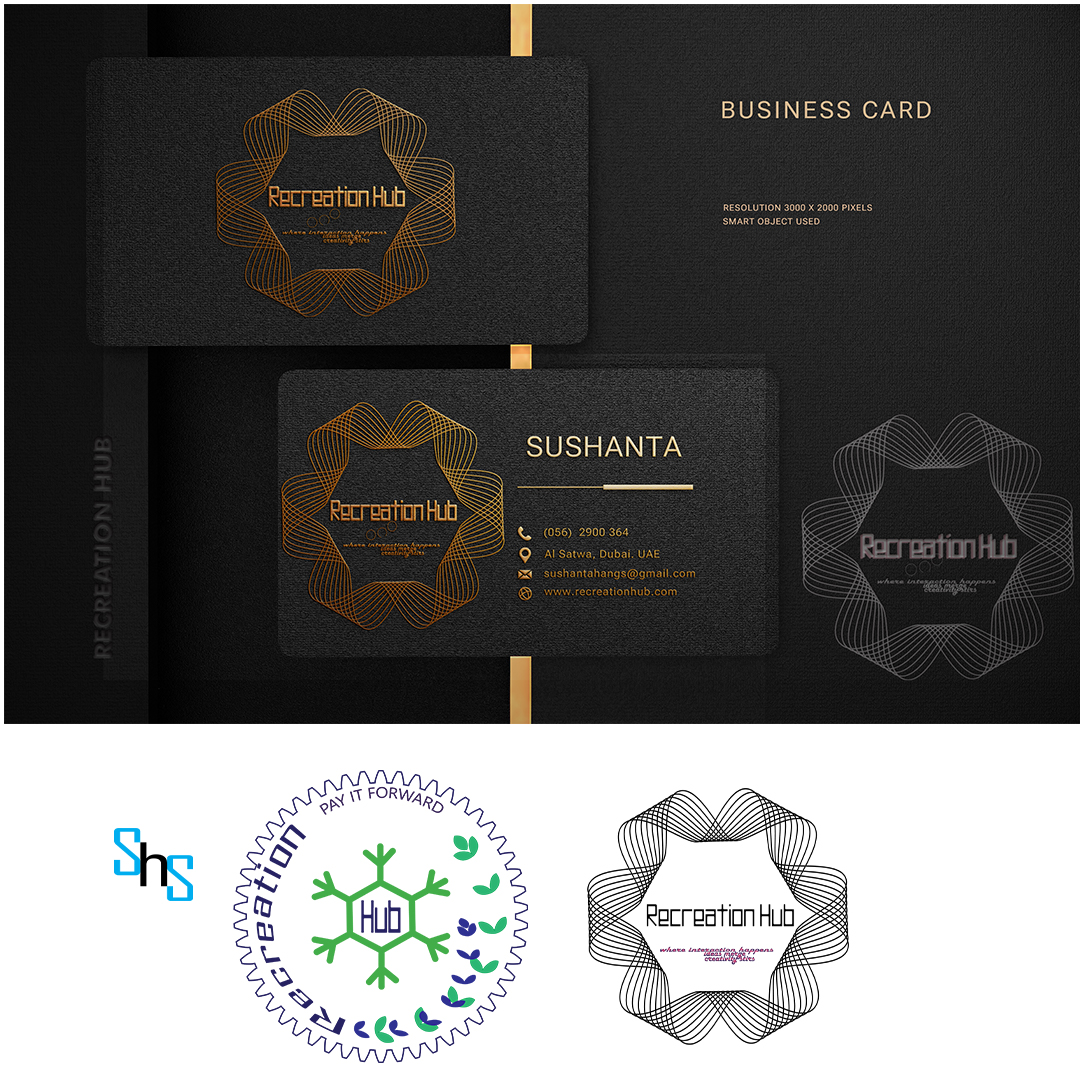 BUSINESS CARD
RESOLUTION 3000 X 2000 PIXELS
SMART OBJECT USED
Recreation Hub
where interaction happens
ideas merge
creativity stirs
RECREATION HUB
Recreation Hub
where interaction happens
ideas merge
creativity stirs
SUSHANTA
(056) 2900 364
Al Satwa, Dubai. UAE
sushantahangs@gmail.com
www.recreationhub.com
Recreation Hub
where interaction happens
ideas merge
creativity stirs
ShS
PAY IT FORWARD
Recreation
Hub
Recreation Hub
where interaction happens
ideas merge
creativity stirs